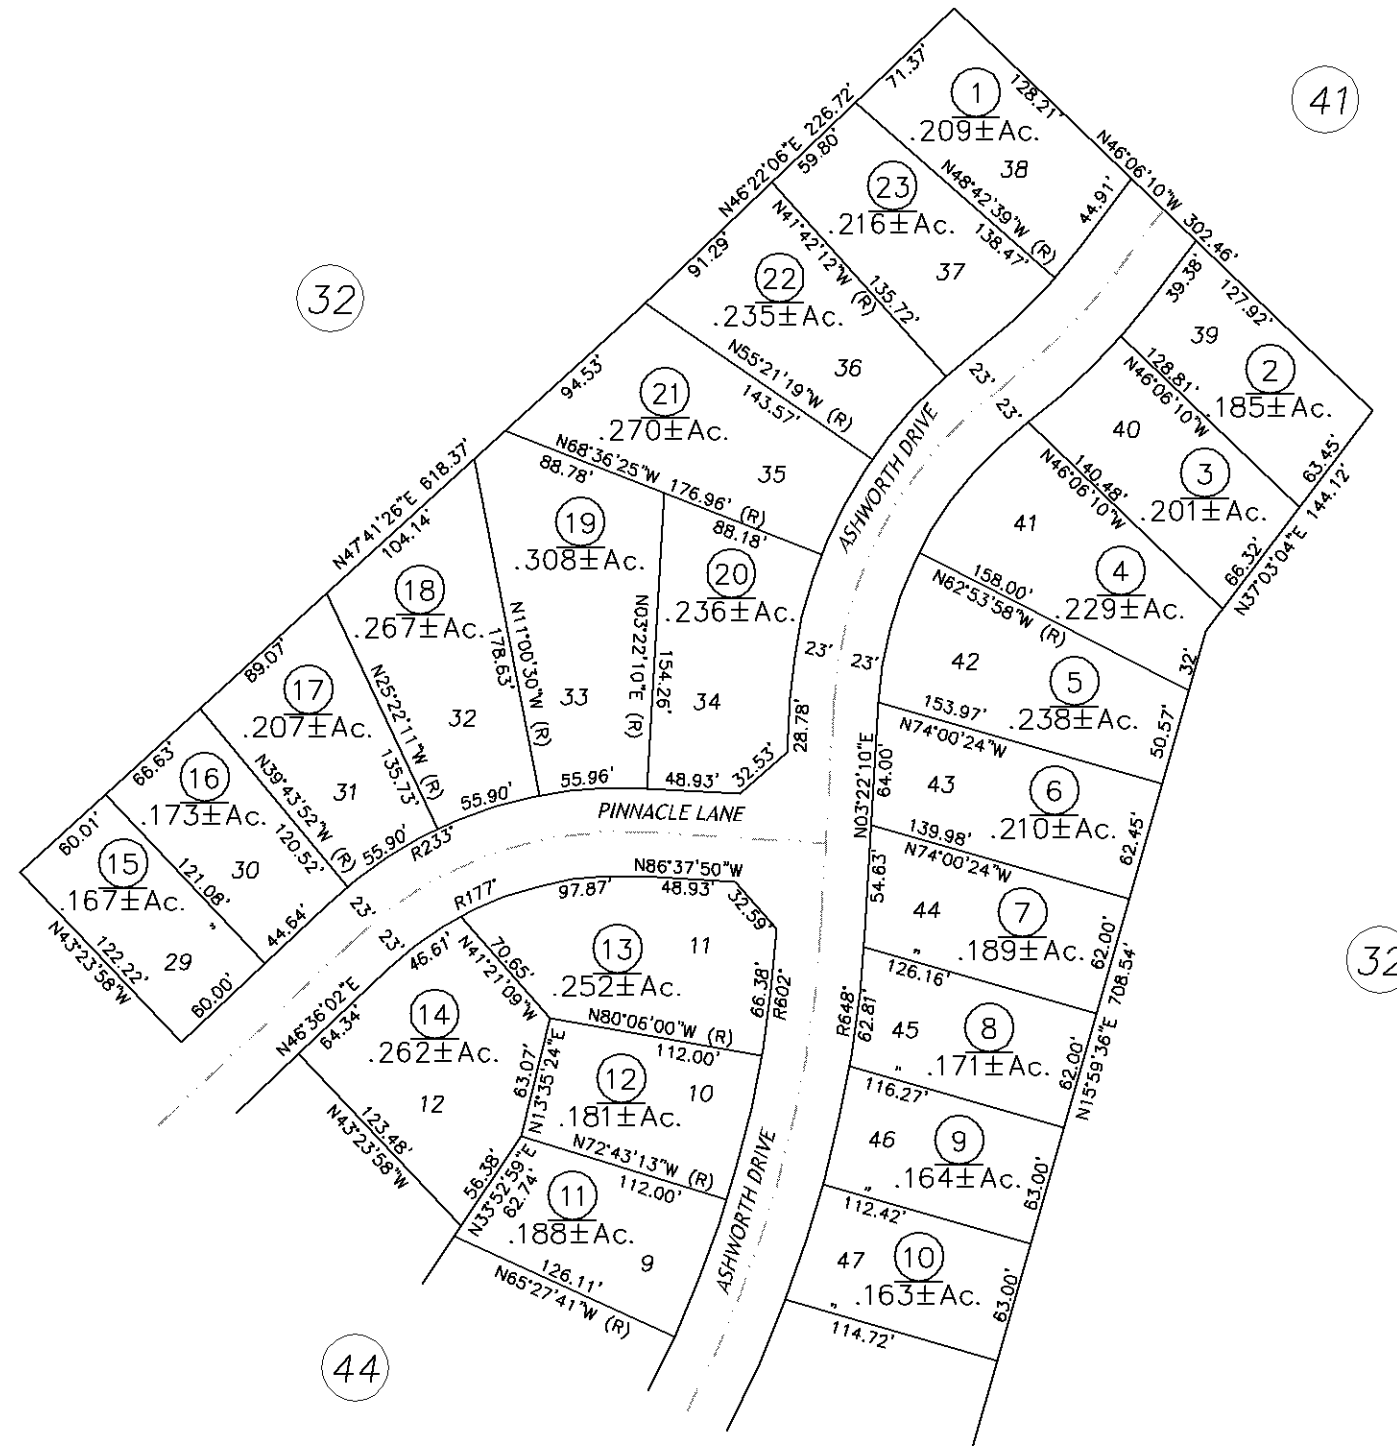 71.37'
128.21'
1
.209±Ac.
38
41
N46°22'06"E 226.72'
59.80'
N46°06'10"W 302.46'
23
.216±Ac.
37
N48°42'39"W (R)
138.47'
44.91'
39.38'
127.92'
91.29'
N41°42'12"W (R)
135.72'
22
.235±Ac.
36
32
39
2
.185±Ac.
128.81'
N46°06'10"W
94.53'
N55°21'19"W (R)
143.57'
21
.270±Ac.
35
23'
23'
ASHWORTH DRIVE
40
3
.201±Ac.
140.48'
N46°06'10"W
63.45'
N37°03'04"E 144.12'
66.32'
N47°41'26"E 618.37'
104.14'
N68°36'25"W 176.96' (R)
88.78'
88.18'
19
.308±Ac.
33
41
4
.229±Ac.
158.00'
N62°53'58"W (R)
18
.267±Ac.
32
N11°00'30"W (R)
178.63'
N03°22'10"E (R)
154.26'
20
.236±Ac.
34
23'
23'
42
5
.238±Ac.
32'
50.57'
153.97'
N74°00'24"W
89.07'
17
.207±Ac.
31
N25°22'11"W (R)
135.73'
28.78'
32.53'
N03°22'10"E
64.00'
43
6
.210±Ac.
62.45'
139.98'
N74°00'24"W
66.63'
16
.173±Ac.
30
N39°43'52"W (R)
120.52'
55.90'
55.90'
55.96'
48.93'
R233'
PINNACLE LANE
60.01'
15
.167±Ac.
29
121.08'
"
122.22'
N43°23'58"W
44.64'
60.00'
23'
23'
R177'
97.87'
N86°37'50"W
48.93'
32.59'
54.63'
44
7
.189±Ac.
62.00'
"
126.16'
32
N46°36'02"E
64.34'
46.61'
70.65'
N41°21'09"W
13
.252±Ac.
11
66.38'
R602'
R648'
62.81'
45
8
.171±Ac.
62.00'
N15°59'36"E 708.54'
"
116.27'
14
.262±Ac.
12
N80°06'00"W (R)
112.00'
63.07'
N13°35'24"E
12
.181±Ac.
10
123.48'
N43°23'58"W
56.38'
N33°52'59"E
62.74'
N72°43'13"W (R)
112.00'
46
9
.164±Ac.
63.00'
"
112.42'
11
.188±Ac.
9
ASHWORTH DRIVE
126.11'
N65°27'41"W (R)
47
10
.163±Ac.
63.00'
"
114.72'
44